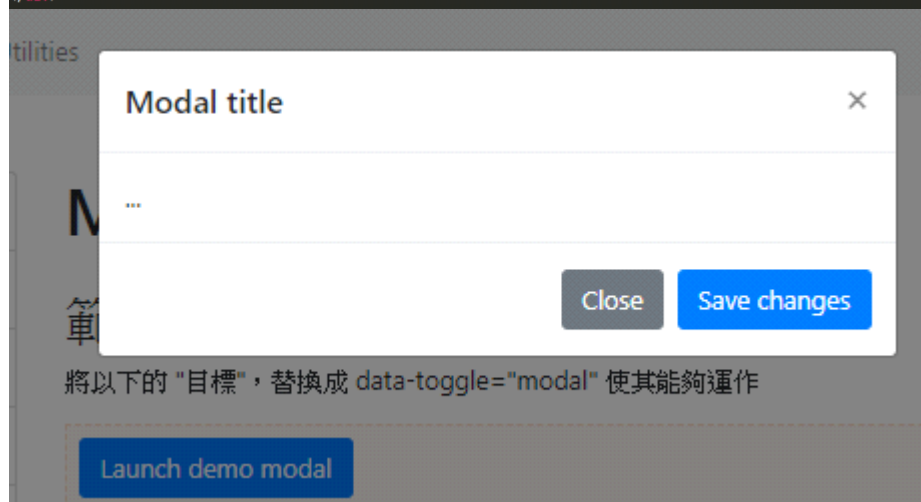 Modal title
×
...
Close
Save changes
將以下的 "目標"，替換成 data-toggle="modal" 使其能夠運作
Launch demo modal